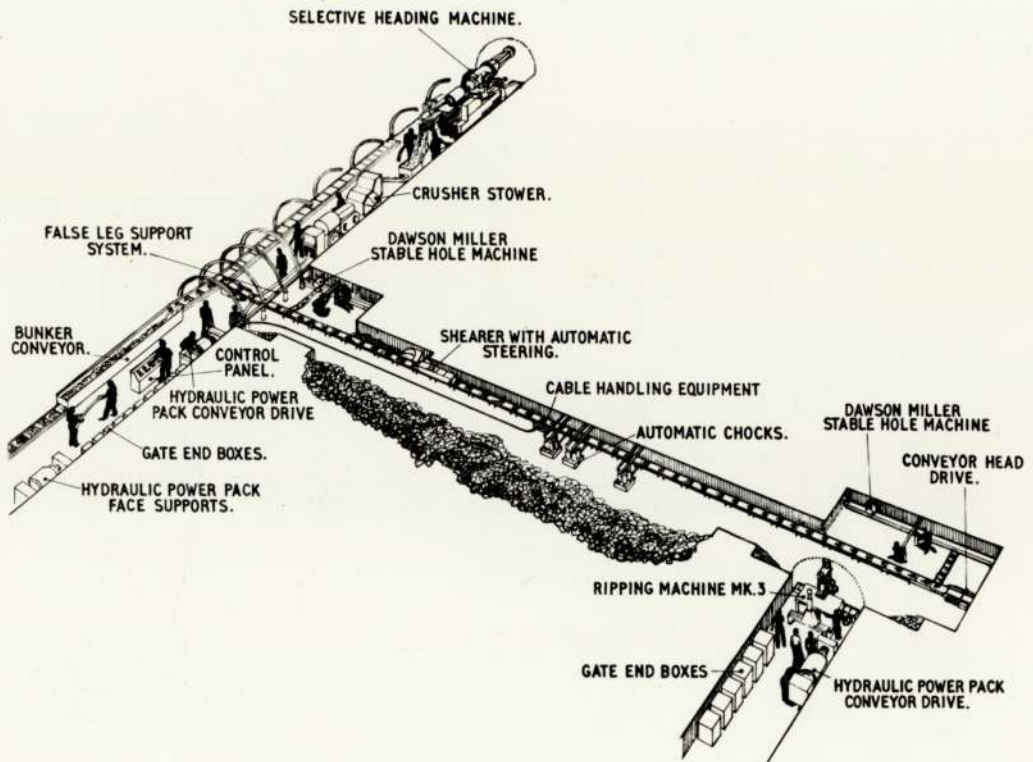 SELECTIVE HEADING MACHINE.
CRUSHER STOWER.
FALSE LEG SUPPORT
SYSTEM.
DAWSON MILLER
STABLE HOLE MACHINE
BUNKER
CONVEYOR.
CONTROL
PANEL.
SHEARER WITH AUTOMATIC
STEERING.
HYDRAULIC POWER
PACK CONVEYOR DRIVE
CABLE HANDLING EQUIPMENT
GATE END BOXES.
AUTOMATIC CHOCKS.
DAWSON MILLER
STABLE HOLE MACHINE
CONVEYOR HEAD
DRIVE.
HYDRAULIC POWER PACK
FACE SUPPORTS.
RIPPING MACHINE MK.3
GATE END BOXES
HYDRAULIC POWER PACK
CONVEYOR DRIVE.